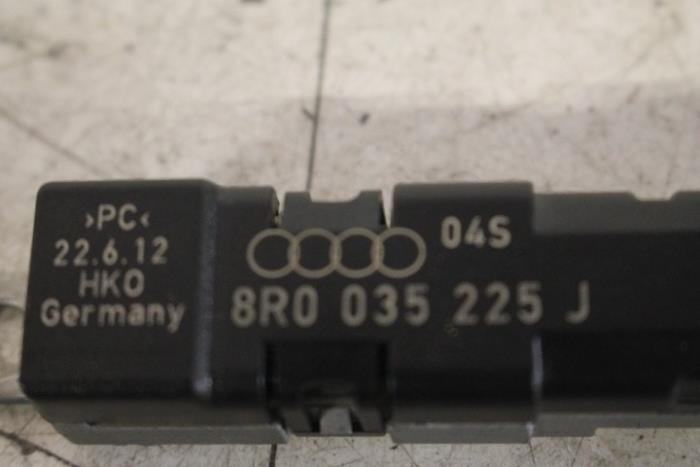 ›PC‹
22.6.12
HKO
Germany
04S
8R0 035 225 J